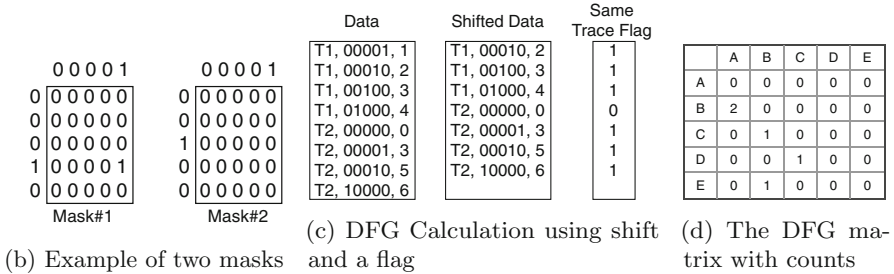 0 0 0 0 1
0 0 0 0 0 0
0 0 0 0 0 0
0 0 0 0 0 0
1 0 0 0 0 1
0 0 0 0 0 0
Mask#1
0 0 0 0 1
0 0 0 0 0 0
0 0 0 0 0 0
1 0 0 0 0 0
0 0 0 0 0 0
0 0 0 0 0 0
Mask#2
(b) Example of two masks
Data
T1, 00001, 1
T1, 00010, 2
T1, 00100, 3
T1, 01000, 4
T2, 00000, 0
T2, 00001, 3
T2, 00010, 5
T2, 10000, 6
Shifted Data
T1, 00010, 2
T1, 00100, 3
T1, 01000, 4
T2, 00000, 0
T2, 00001, 3
T2, 00010, 5
T2, 10000, 6
Same
Trace Flag
1
1
1
0
1
1
1
(c) DFG Calculation using shift
and a flag
A B C D E
A 0 0 0 0 0
B 2 0 0 0 0
C 0 1 0 0 0
D 0 0 1 0 0
E 0 1 0 0 0
(d) The DFG ma-
trix with counts